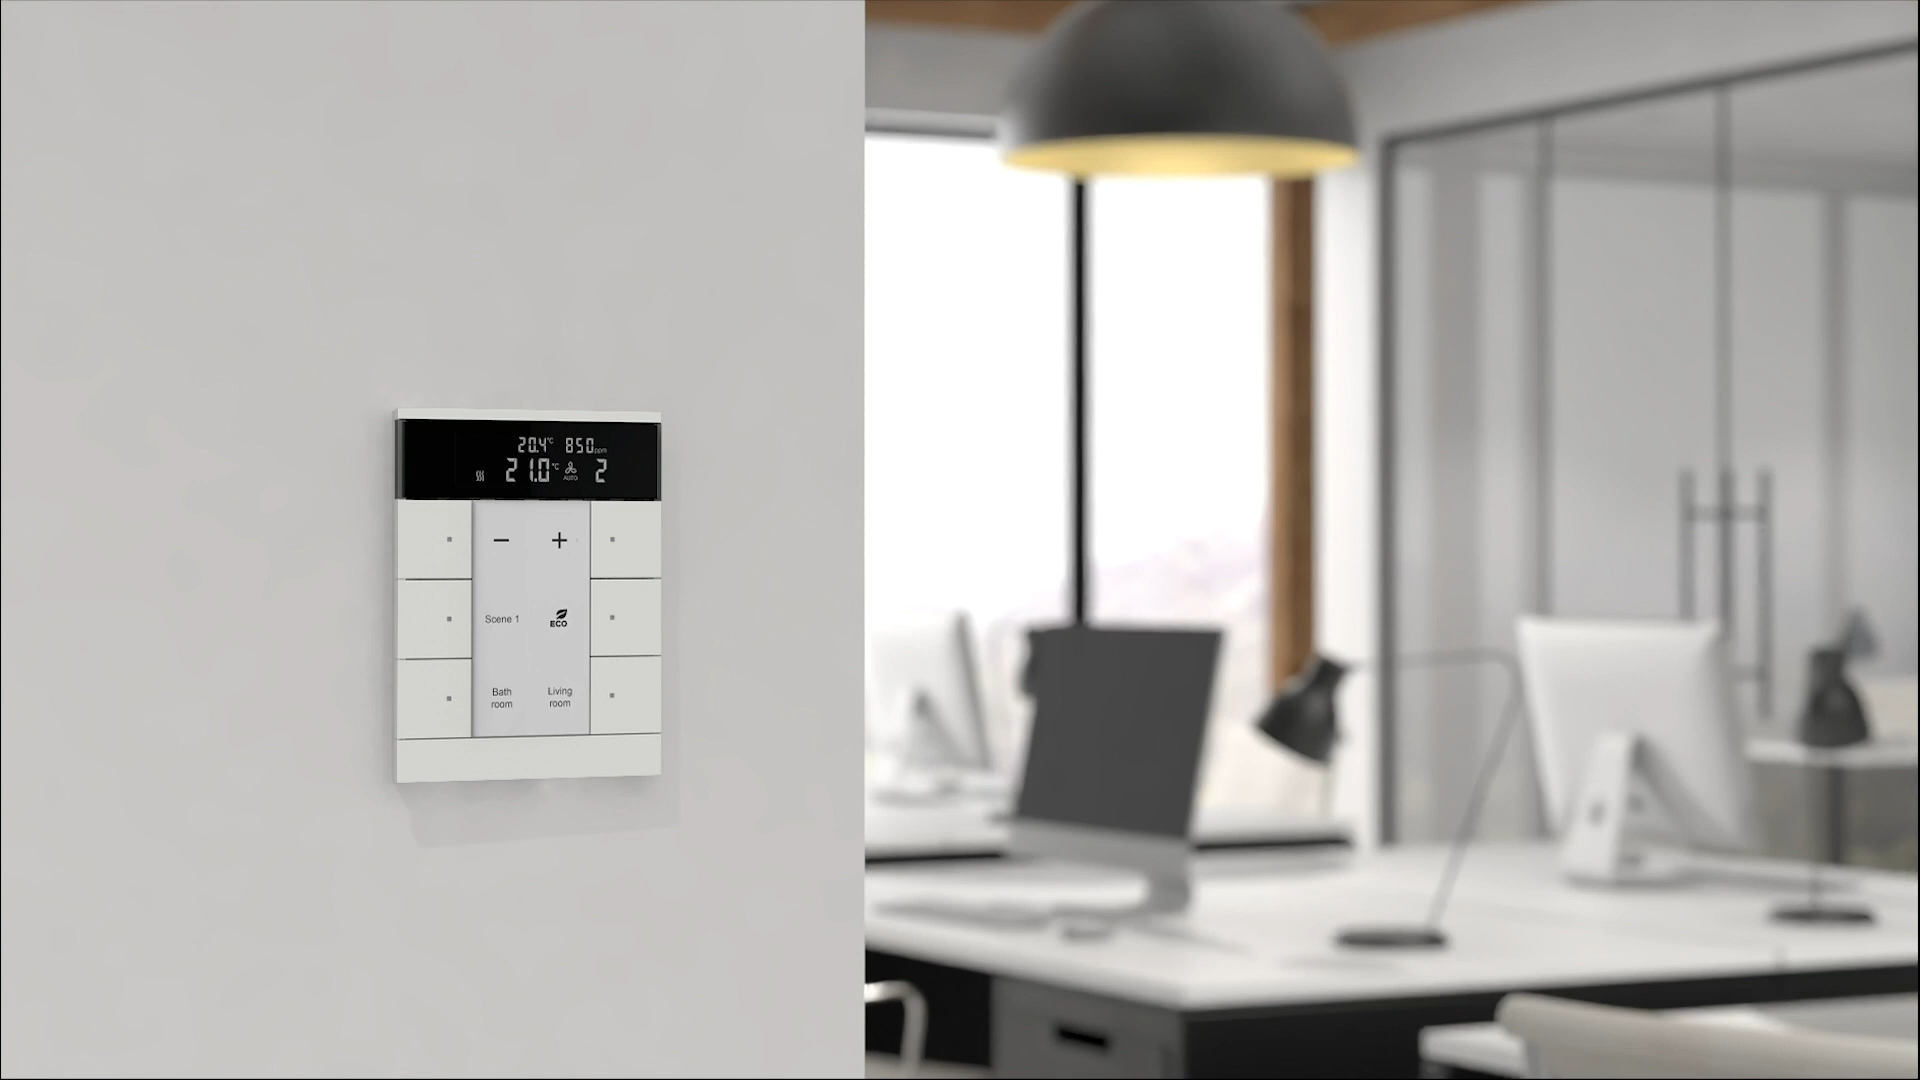 20.4°C 850ppm
21.0°C AUTO 2
− +
Scene 1 ECO
Bath room
Living room